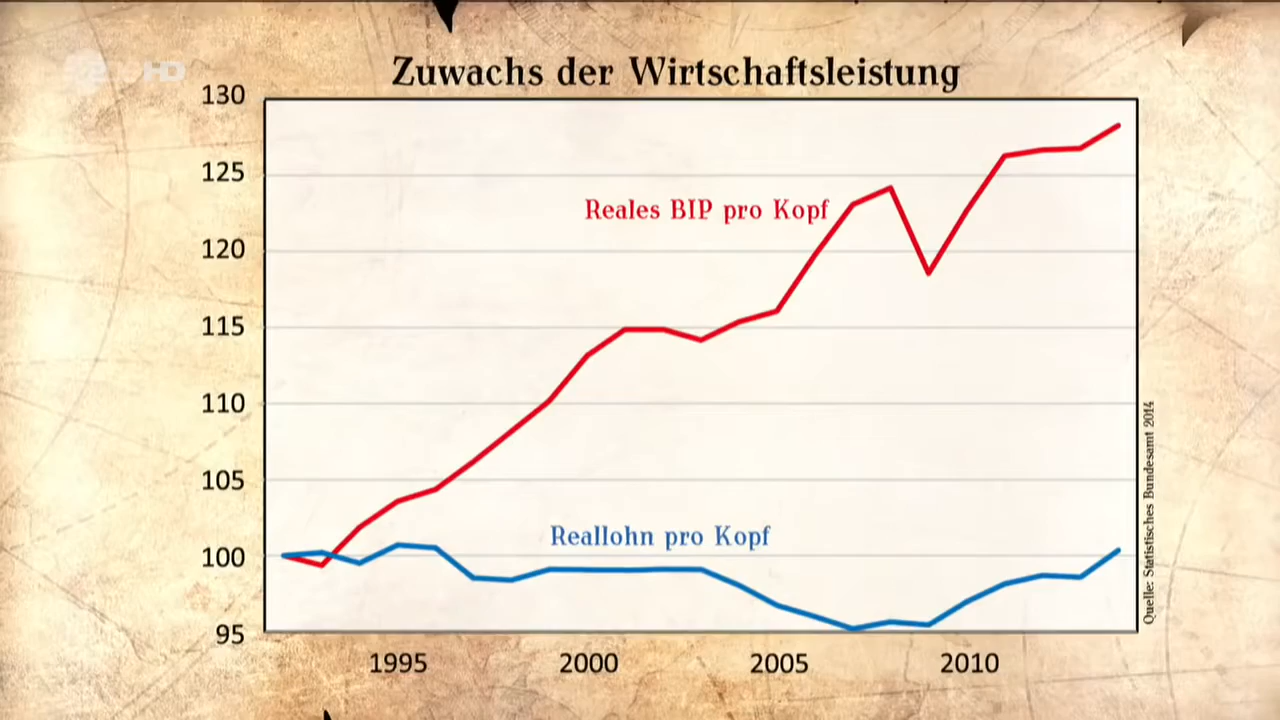 HD
Zuwachs der Wirtschaftsleistung
130
125
Reales BIP pro Kopf
120
115
110
105
Reallohn pro Kopf
100
95
1995 2000 2005 2010
Quelle: Statistisches Bundesamt 2014